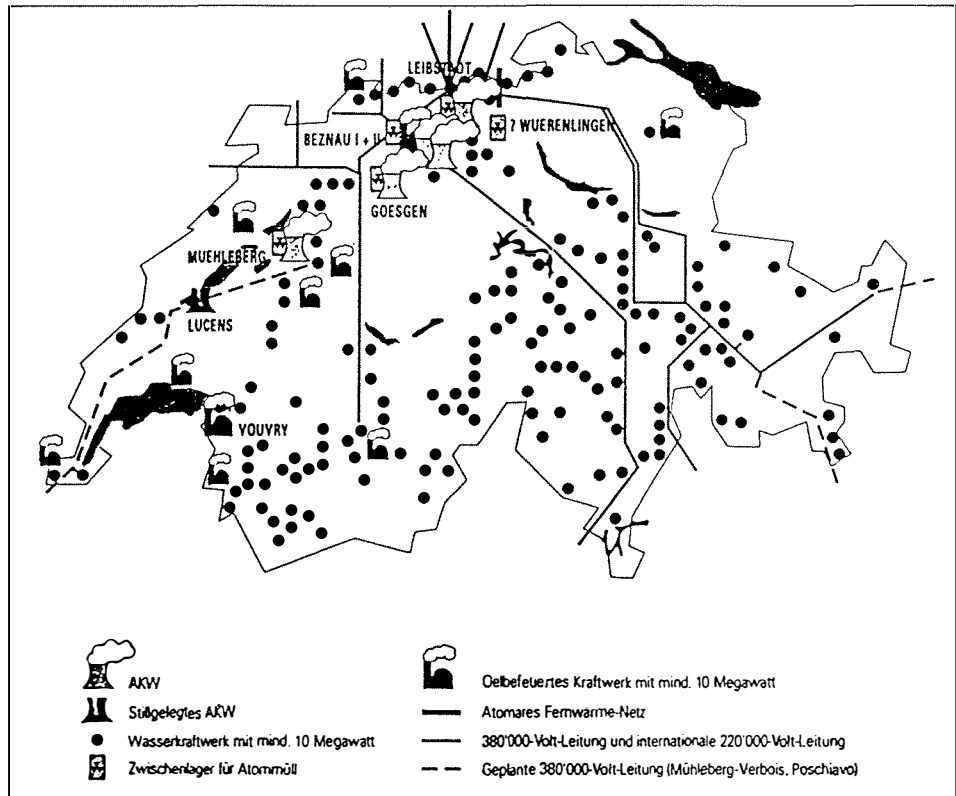 LEIBSTADT
BEZNAU I + II
? WUERENLINGEN
GOESGEN
MUEHLEBERG
LUCENS
VOUVRY
AKW
Stillgelegtes AKW
Wasserkraftwerk mit mind. 10 Megawatt
Zwischenlager für Atommüll
Oelbefeuertes Kraftwerk mit mind. 10 Megawatt
Atomares Fernwärme-Netz
380'000-Volt-Leitung und internationale 220'000-Volt-Leitung
Geplante 380'000-Volt-Leitung (Mühleberg-Verbois, Poschiavo)